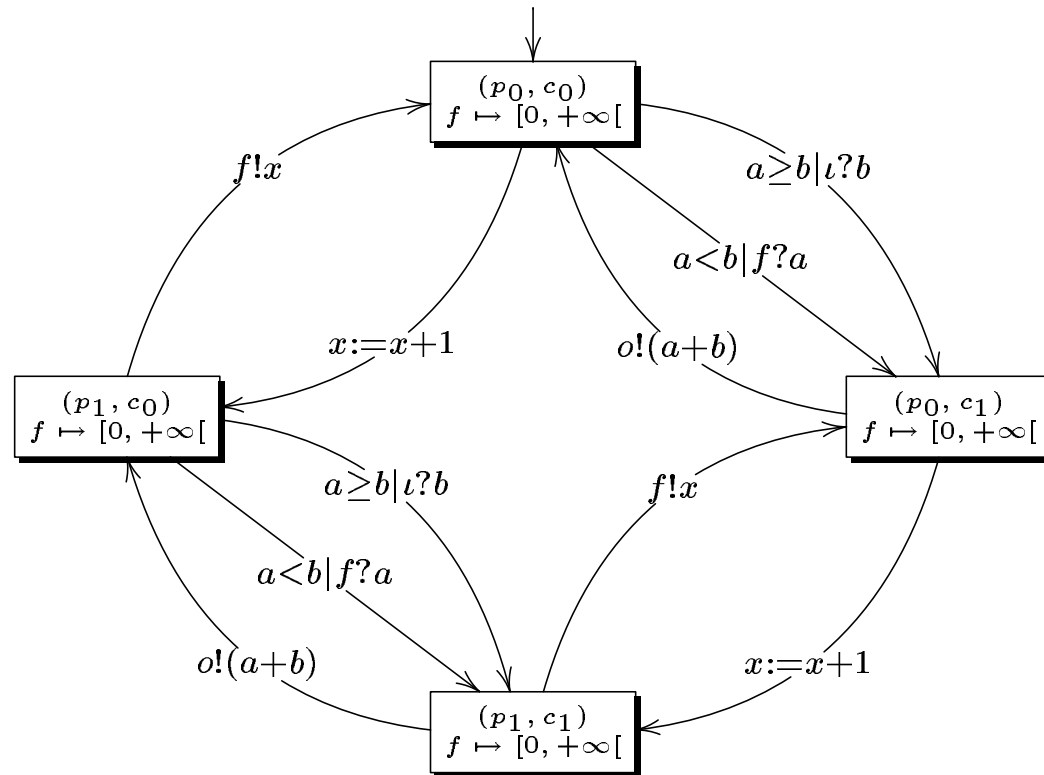 (p₀, c₀)
f ↦ [0, +∞[
f!x
a≥b|ι?b
a<b|f?a
x:=x+1
o!(a+b)
(p₁, c₀)
f ↦ [0, +∞[
(p₀, c₁)
f ↦ [0, +∞[
a≥b|ι?b
f!x
a<b|f?a
o!(a+b)
x:=x+1
(p₁, c₁)
f ↦ [0, +∞[